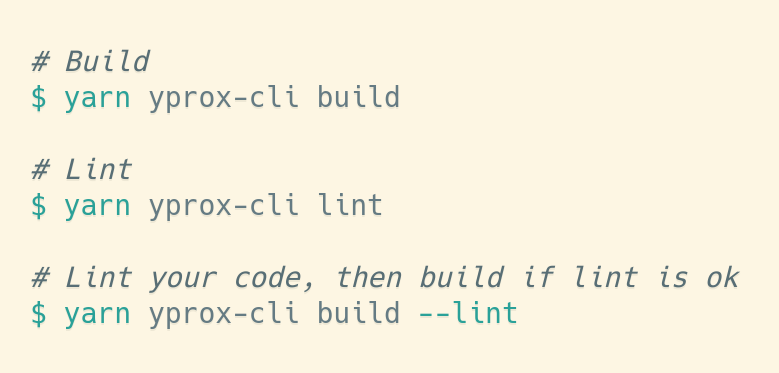 # Build
$ yarn yprox-cli build
# Lint
$ yarn yprox-cli lint
# Lint your code, then build if lint is ok
$ yarn yprox-cli build --lint